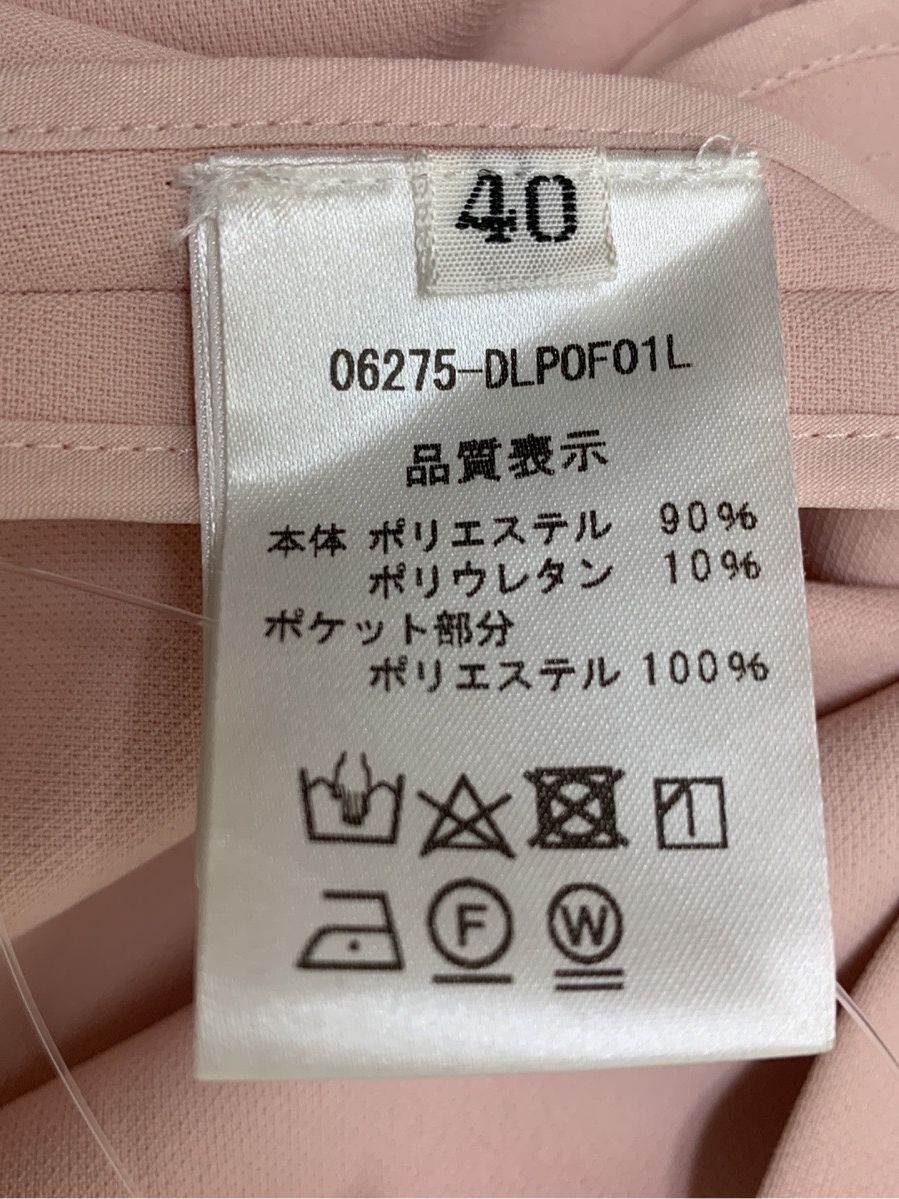 40
06275-DLP0F01L
品質表示
本体 ポリエステル 90%
ポリウレタン 10%
ポケット部分
ポリエステル 100%
F W